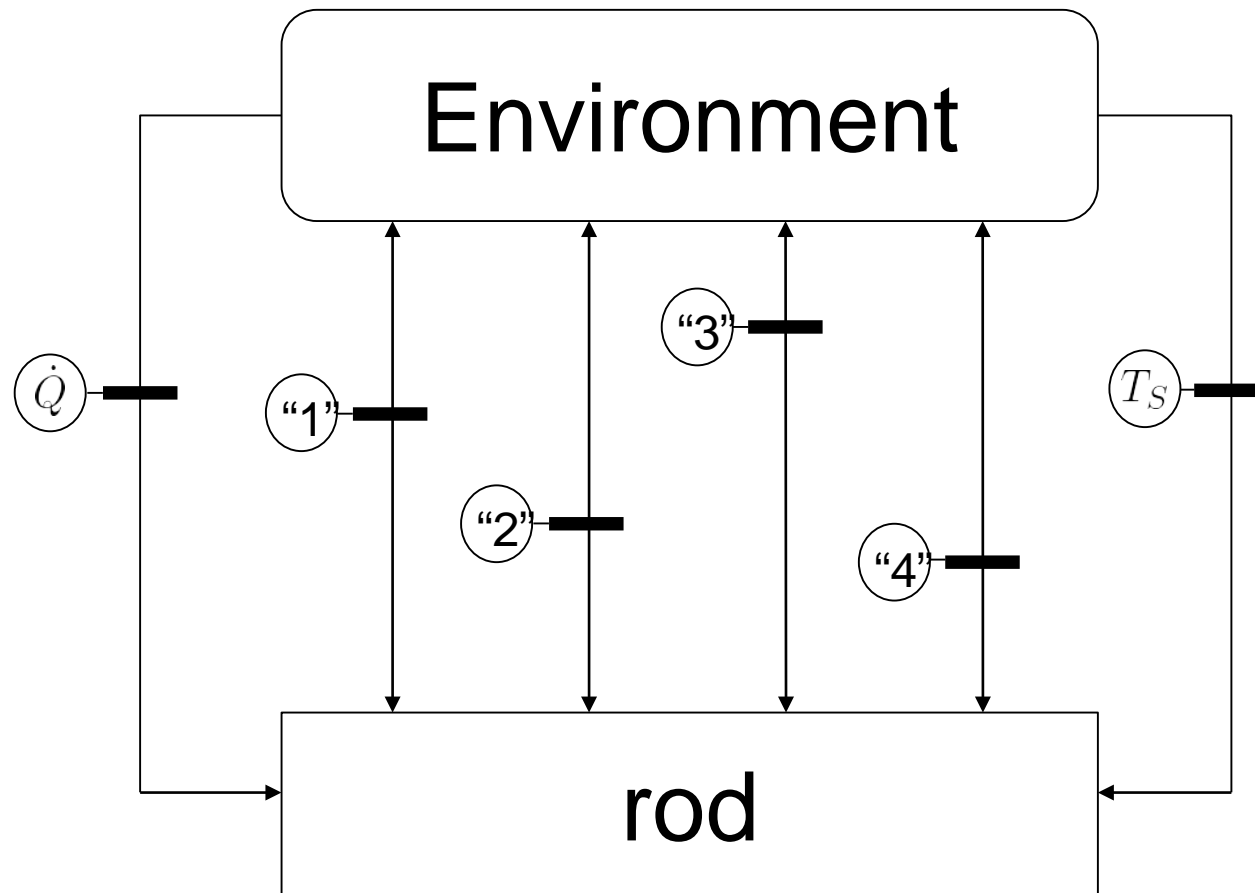 Environment
Q̇
“1”
“2”
“3”
“4”
T_S
rod